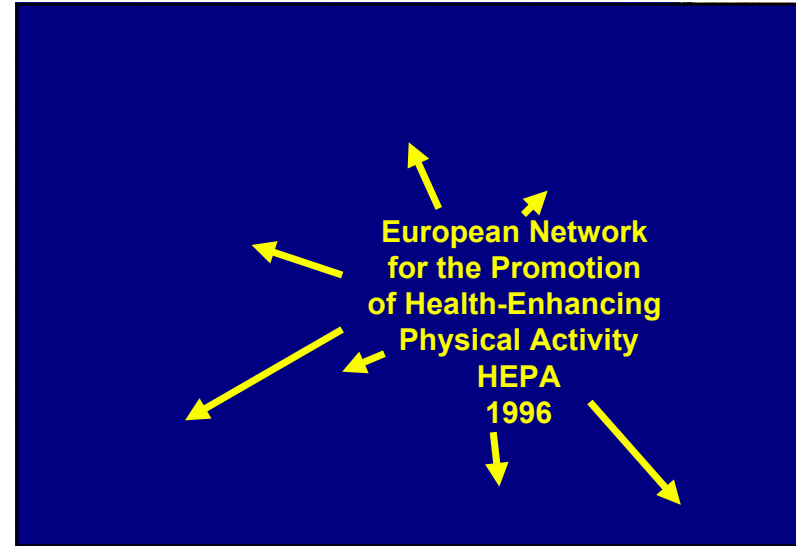 European Network
for the Promotion
of Health-Enhancing
Physical Activity
HEPA
1996